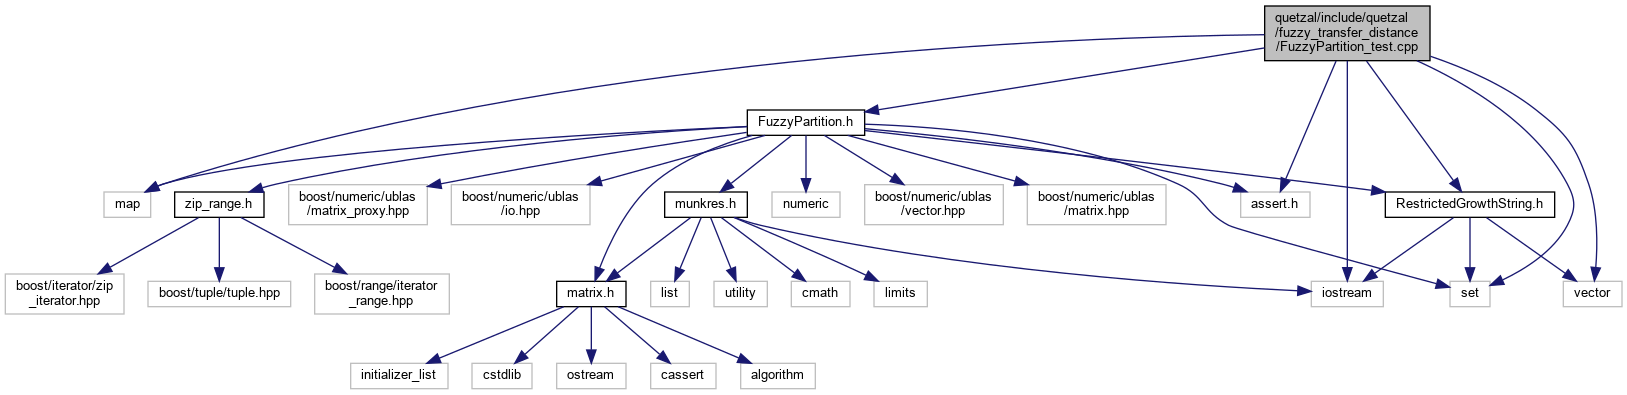 quetzal/include/quetzal
/fuzzy_transfer_distance
/FuzzyPartition_test.cpp
FuzzyPartition.h
map
zip_range.h
boost/numeric/ublas
/matrix_proxy.hpp
boost/numeric/ublas
/io.hpp
munkres.h
numeric
boost/numeric/ublas
/vector.hpp
boost/numeric/ublas
/matrix.hpp
assert.h
RestrictedGrowthString.h
boost/iterator/zip
_iterator.hpp
boost/tuple/tuple.hpp
boost/range/iterator
_range.hpp
matrix.h
list
utility
cmath
limits
iostream
set
vector
initializer_list
cstdlib
ostream
cassert
algorithm